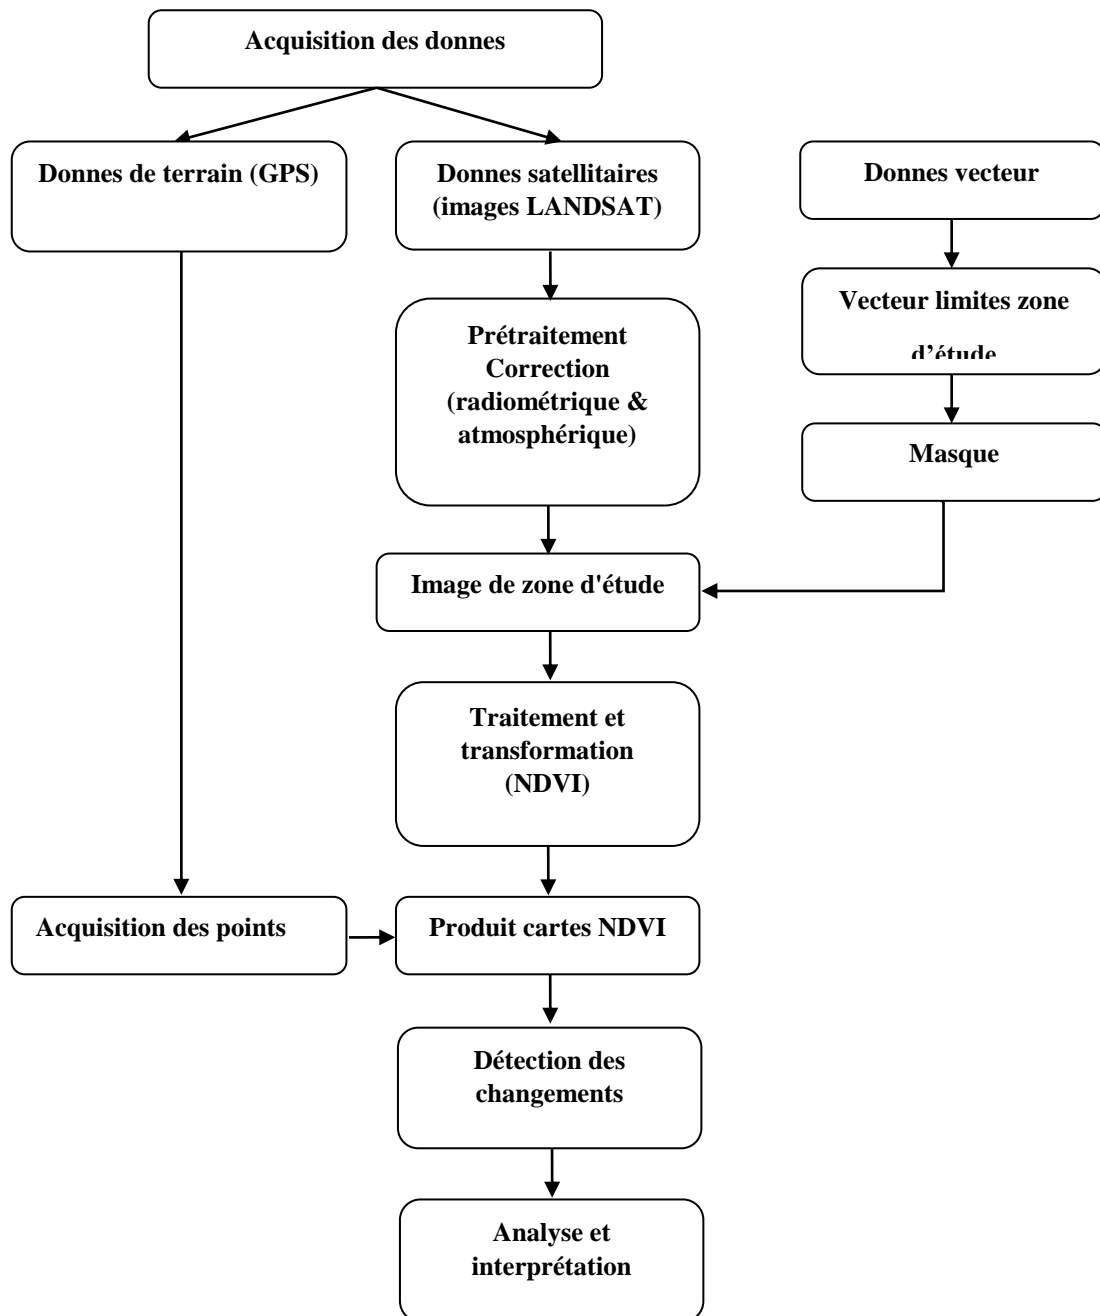 Acquisition des donnes
Donnes de terrain (GPS)
Donnes satellitaires
(images LANDSAT)
Donnes vecteur
Vecteur limites zone
d’étude
Prétraitement
Correction
(radiométrique &
atmosphérique)
Masque
Image de zone d'étude
Traitement et
transformation
(NDVI)
Acquisition des points
Produit cartes NDVI
Détection des
changements
Analyse et
interprétation